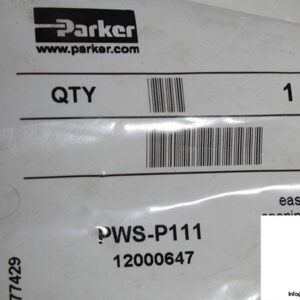 Parker
www.parker.com
QTY 1
PWS-P111
12000647
eas
77429